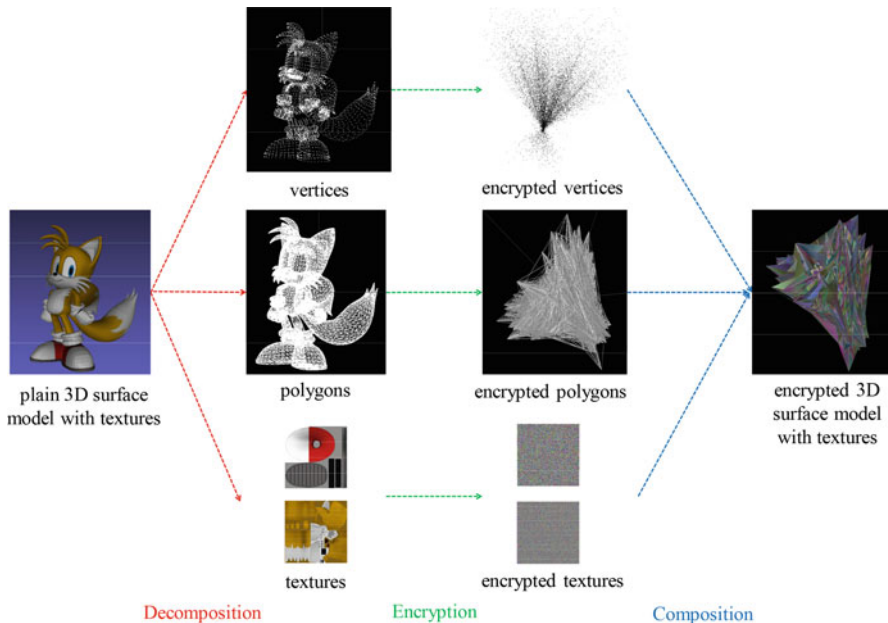 vertices
encrypted vertices
plain 3D surface
model with textures
polygons
encrypted polygons
encrypted 3D
surface model
with textures
textures
encrypted textures
Decomposition
Encryption
Composition